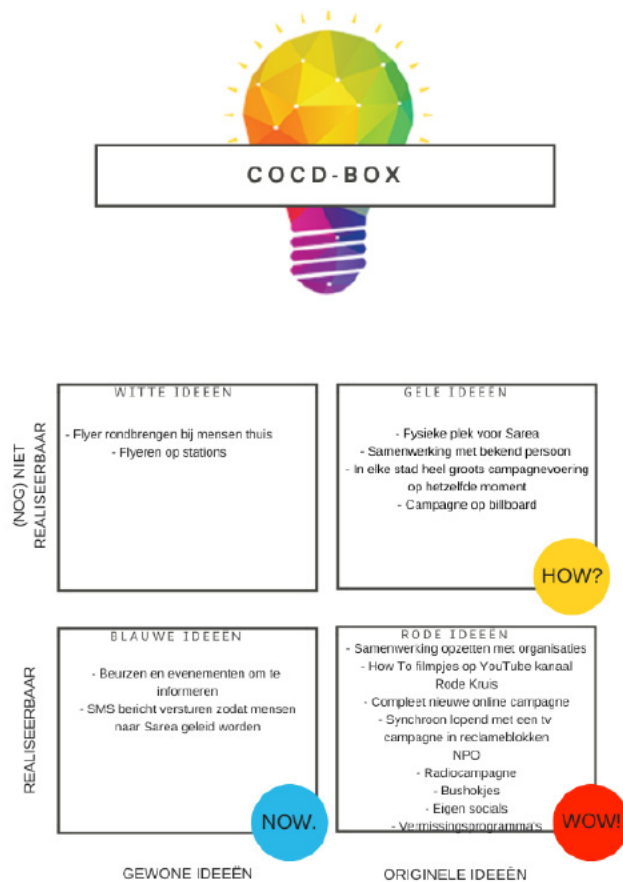 COCD-BOX
(NOG) NIET
REALISEERBAAR
WITTE IDEEËN
- Flyer rondbrengen bij mensen thuis
- Flyeren op stations
GELE IDEEËN
- Fysieke plek voor Sarea
- Samenwerking met bekend persoon
- In elke stad heel groots campagnevoering
op hetzelfde moment
- Campagne op billboard
HOW?
REALISEERBAAR
BLAUWE IDEEËN
- Beurzen en evenementen om te
informeren
- SMS bericht versturen zodat mensen
naar Sarea geleid worden
NOW.
RODE IDEEËN
- Samenwerking opzetten met organisaties
- How To filmpjes op YouTube kanaal
Rode Kruis
- Compleet nieuwe online campagne
- Synchroon lopend met een tv
campagne in reclameblokken
NPO
- Radiocampagne
- Bushokjes
- Eigen socials
- Vermissingsprogramma's
WOW!
GEWONE IDEEËN
ORIGINELE IDEEËN